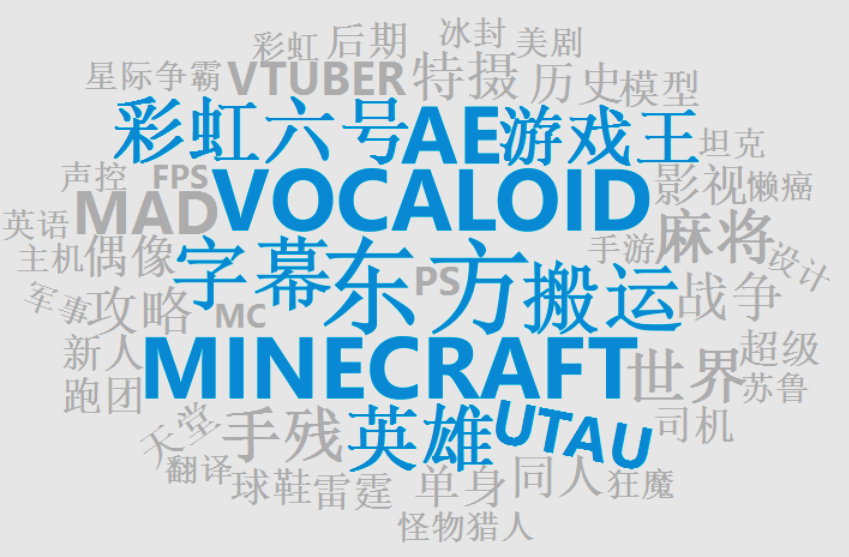 彩虹 后期 冰封 美剧
星际争霸 VTUBER 特摄 历史 模型
彩虹六号 AE 游戏王 坦克
声控 FPS VOCALOID 影视 懒癌
英语 MAD 麻将
主机 偶像 字幕 东方 搬运 手游 设计
军事 攻略 MC PS 战争
新人 MINECRAFT 世界 超级
跑团 苏鲁
天堂 手残 英雄 UTAU 司机
翻译 球鞋 雷霆 单身 同人 狂魔
怪物猎人